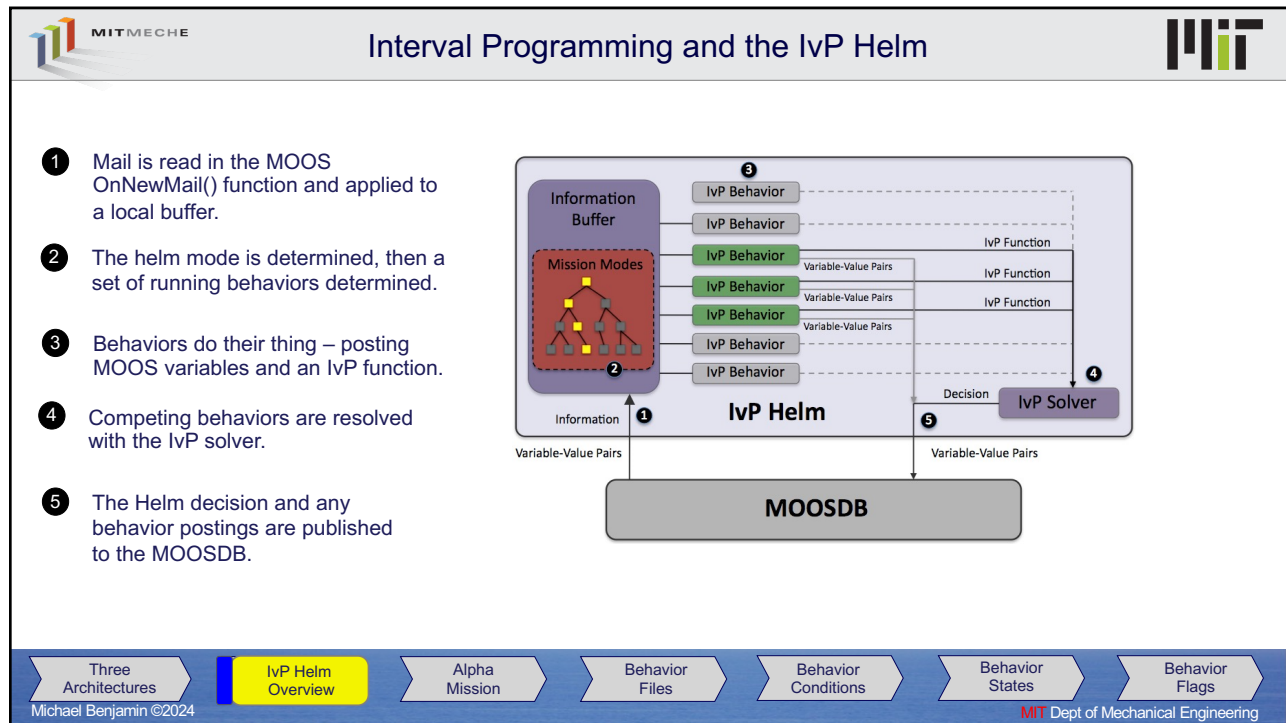 MITMECHE
Interval Programming and the IvP Helm
MIT
1 Mail is read in the MOOS
OnNewMail() function and applied to
a local buffer.
2 The helm mode is determined, then a
set of running behaviors determined.
3 Behaviors do their thing – posting
MOOS variables and an IvP function.
4 Competing behaviors are resolved
with the IvP solver.
5 The Helm decision and any
behavior postings are published
to the MOOSDB.
3
Information
Buffer
Mission Modes
2
IvP Behavior
IvP Behavior
IvP Behavior
IvP Behavior
IvP Behavior
IvP Behavior
IvP Behavior
IvP Function
Variable-Value Pairs
IvP Function
Variable-Value Pairs
IvP Function
Variable-Value Pairs
4
Decision
IvP Solver
Information
1
IvP Helm
5
Variable-Value Pairs
Variable-Value Pairs
MOOSDB
Three
Architectures
IvP Helm
Overview
Alpha
Mission
Behavior
Files
Behavior
Conditions
Behavior
States
Behavior
Flags
Michael Benjamin ©2024
MIT Dept of Mechanical Engineering